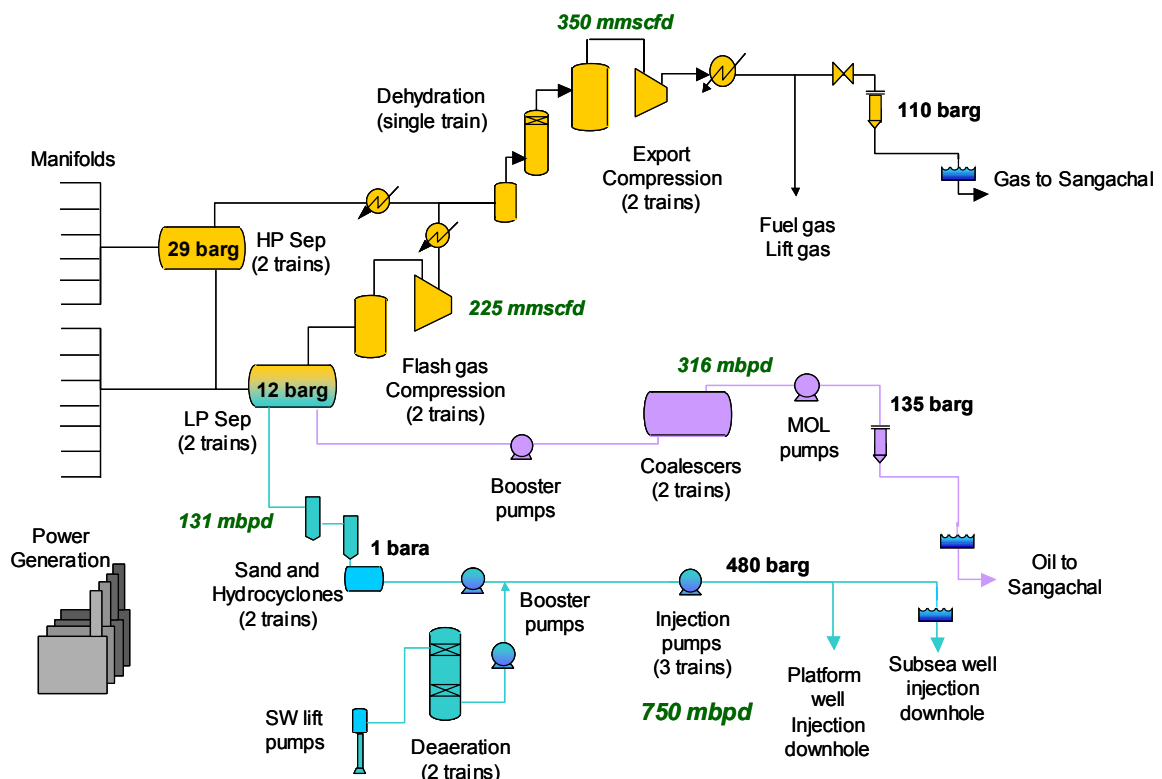 350 mmscfd
Dehydration
(single train)
110 barg
Manifolds
Export
Compression
(2 trains)
Gas to Sangachal
Fuel gas
Lift gas
29 barg
HP Sep
(2 trains)
225 mmscfd
Flash gas
Compression
(2 trains)
12 barg
LP Sep
(2 trains)
316 mbpd
MOL
pumps
135 barg
Booster
pumps
Coalescers
(2 trains)
131 mbpd
Power
Generation
1 bara
Sand and
Hydrocyclones
(2 trains)
480 barg
Oil to
Sangachal
Booster
pumps
Injection
pumps
(3 trains)
Platform
well
Injection
downhole
Subsea well
injection
downhole
750 mbpd
SW lift
pumps
Deaeration
(2 trains)